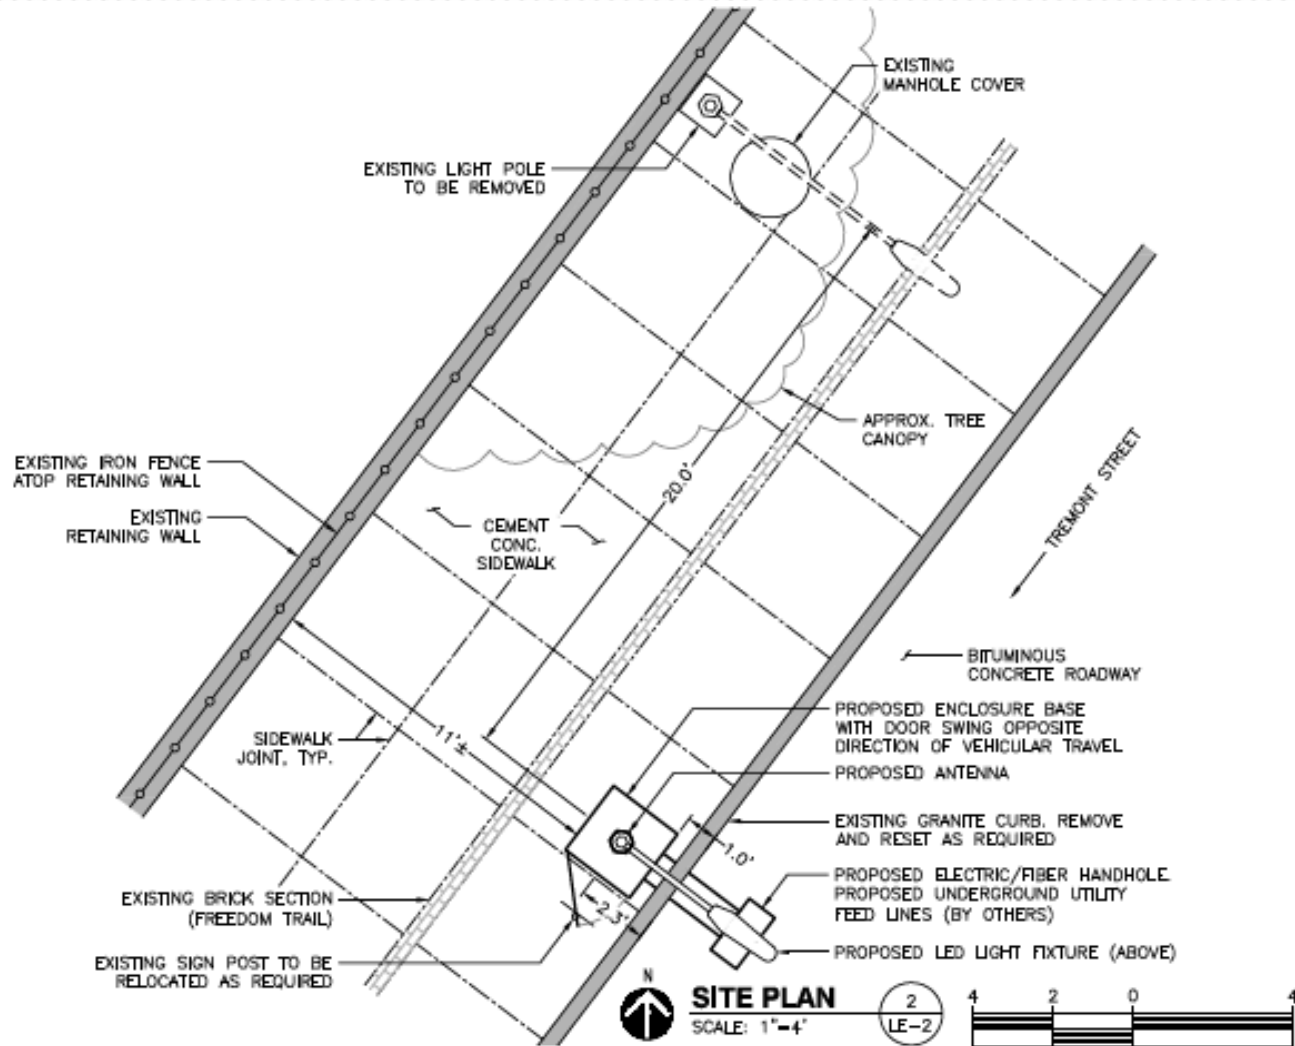 EXISTING
MANHOLE COVER
EXISTING LIGHT POLE
TO BE REMOVED
APPROX. TREE
CANOPY
EXISTING IRON FENCE
ATOP RETAINING WALL
EXISTING
RETAINING WALL
20.0'
CEMENT
CONC.
SIDEWALK
TREMONT STREET
BITUMINOUS
CONCRETE ROADWAY
PROPOSED ENCLOSURE BASE
WITH DOOR SWING OPPOSITE
DIRECTION OF VEHICULAR TRAVEL
SIDEWALK
JOINT, TYP.
11'±
PROPOSED ANTENNA
EXISTING GRANITE CURB. REMOVE
AND RESET AS REQUIRED
1.0'
PROPOSED ELECTRIC/FIBER HANDHOLE.
PROPOSED UNDERGROUND UTILITY
FEED LINES (BY OTHERS)
EXISTING BRICK SECTION
(FREEDOM TRAIL)
2.3'
PROPOSED LED LIGHT FIXTURE (ABOVE)
EXISTING SIGN POST TO BE
RELOCATED AS REQUIRED
N
SITE PLAN
SCALE: 1"=4'
2
LE-2
4 2 0 4